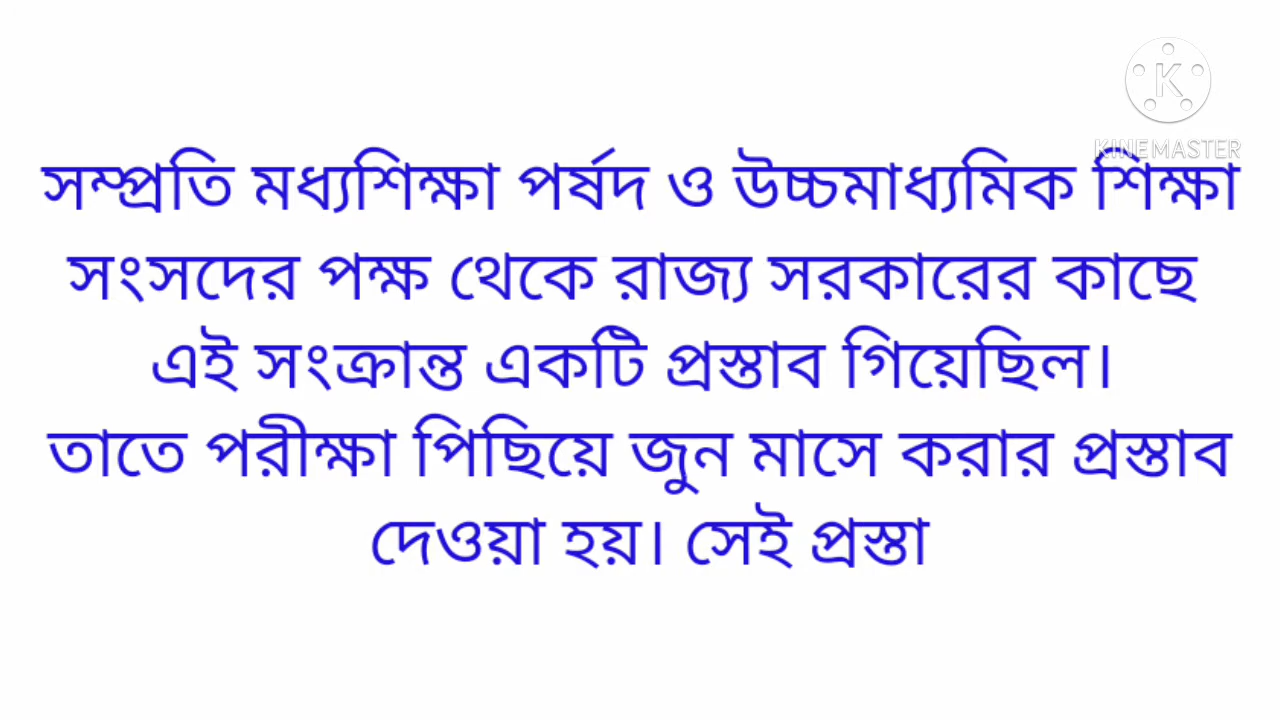 KINEMASTER
সম্প্রতি মধ্যশিক্ষা পর্ষদ ও উচ্চমাধ্যমিক শিক্ষা
সংসদের পক্ষ থেকে রাজ্য সরকারের কাছে
এই সংক্রান্ত একটি প্রস্তাব গিয়েছিল।
তাতে পরীক্ষা পিছিয়ে জুন মাসে করার প্রস্তাব
দেওয়া হয়। সেই প্রস্তা